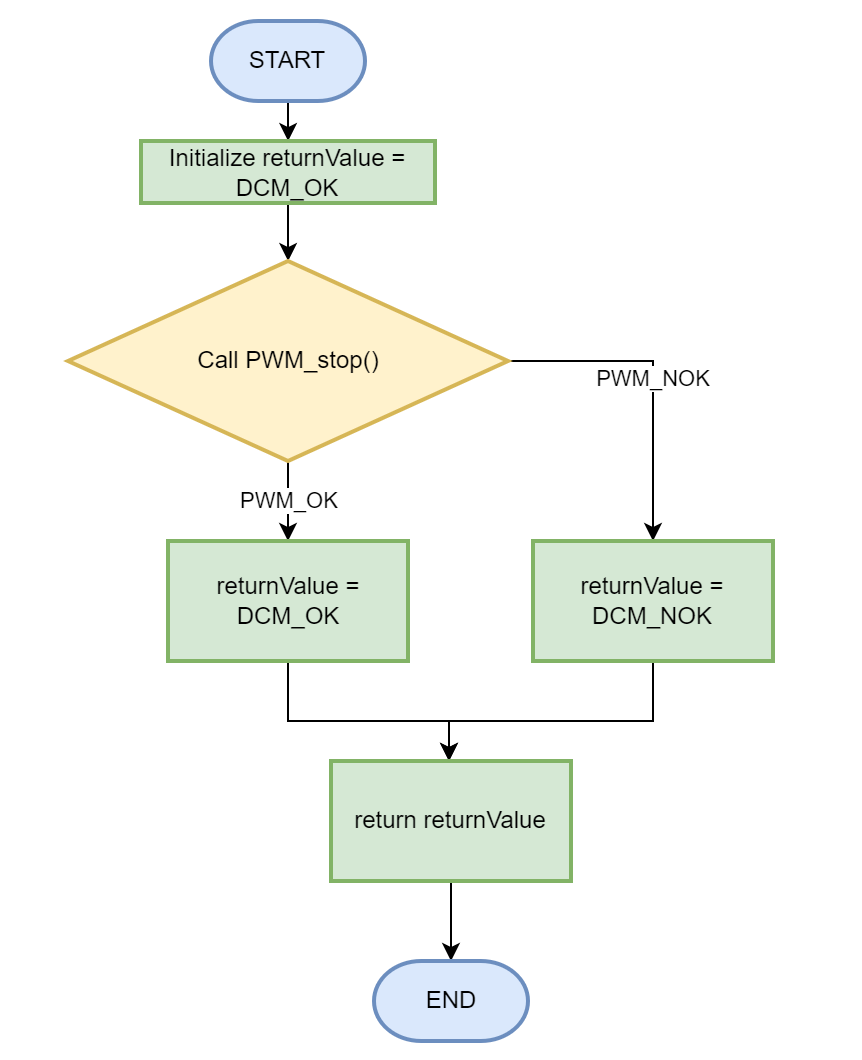 START
Initialize returnValue =
DCM_OK
Call PWM_stop()
PWM_NOK
PWM_OK
returnValue =
DCM_OK
returnValue =
DCM_NOK
return returnValue
END